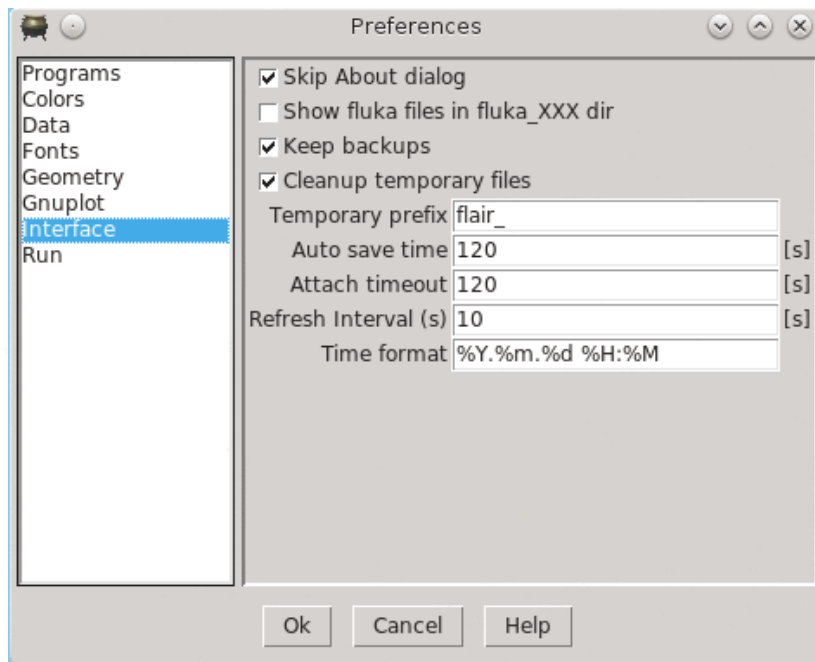 Preferences
Programs
Colors
Data
Fonts
Geometry
Gnuplot
Interface
Run
Skip About dialog
Show fluka files in fluka_XXX dir
Keep backups
Cleanup temporary files
Temporary prefix flair_
Auto save time 120 [s]
Attach timeout 120 [s]
Refresh Interval (s) 10 [s]
Time format %Y.%m.%d %H:%M
Ok Cancel Help